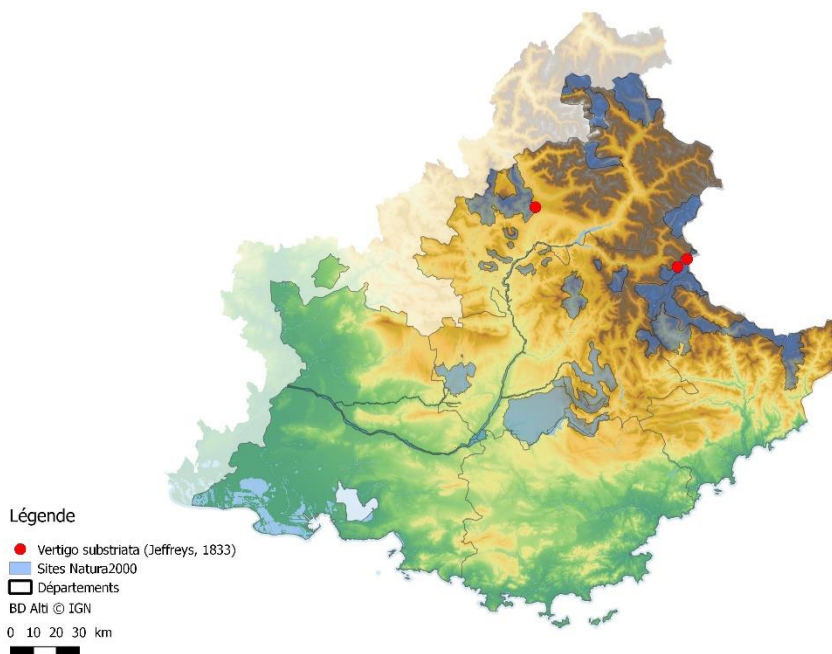 Légende
Vertigo substriata (Jeffreys, 1833)
Sites Natura2000
Départements
BD Alti © IGN
0 10 20 30 km